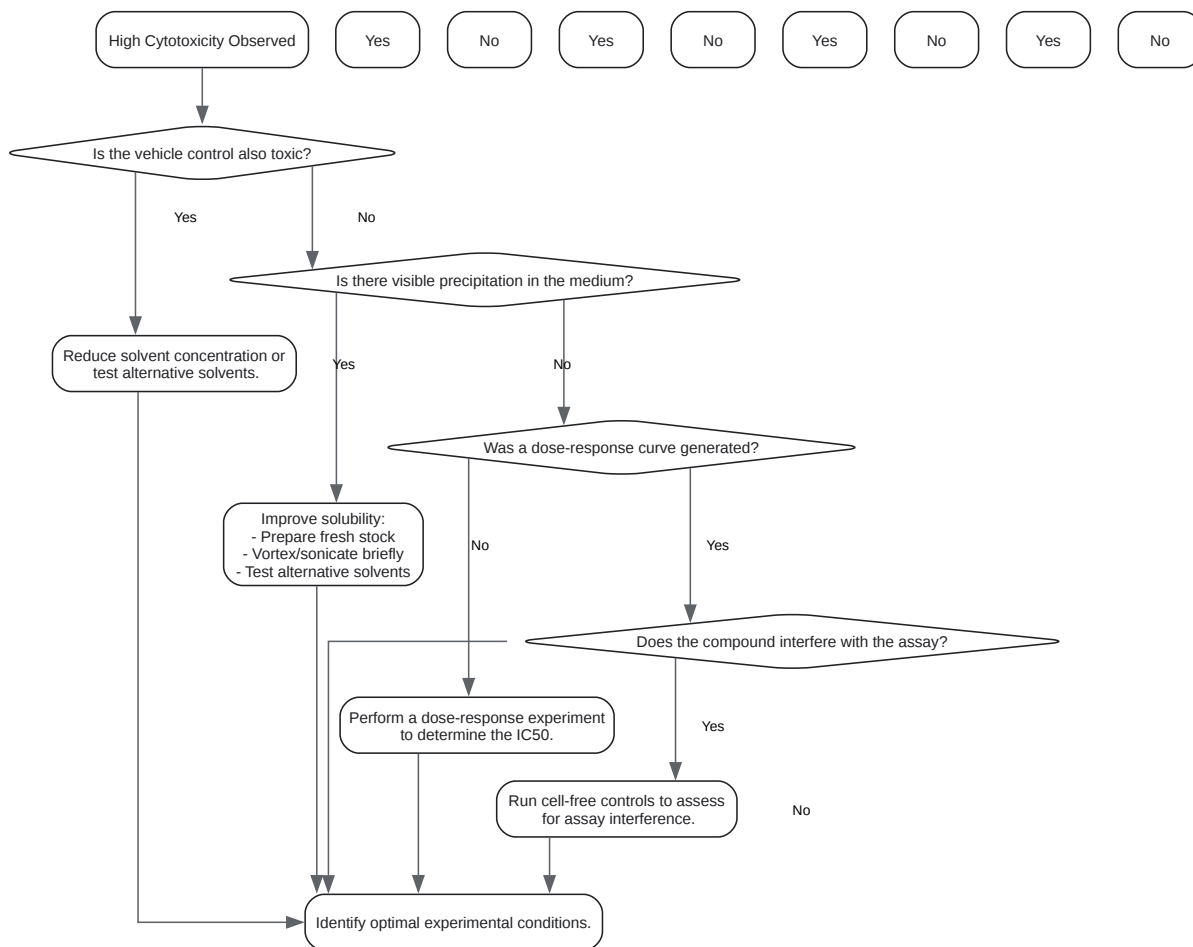 High Cytotoxicity Observed
Yes
No
Yes
No
Yes
No
Yes
No
Is the vehicle control also toxic?
Yes
No
Is there visible precipitation in the medium?
Reduce solvent concentration or
test alternative solvents.
Yes
No
Was a dose-response curve generated?
Improve solubility:
- Prepare fresh stock
- Vortex/sonicate briefly
- Test alternative solvents
No
Yes
Does the compound interfere with the assay?
Perform a dose-response experiment
to determine the IC50.
Yes
Run cell-free controls to assess
for assay interference.
No
Identify optimal experimental conditions.